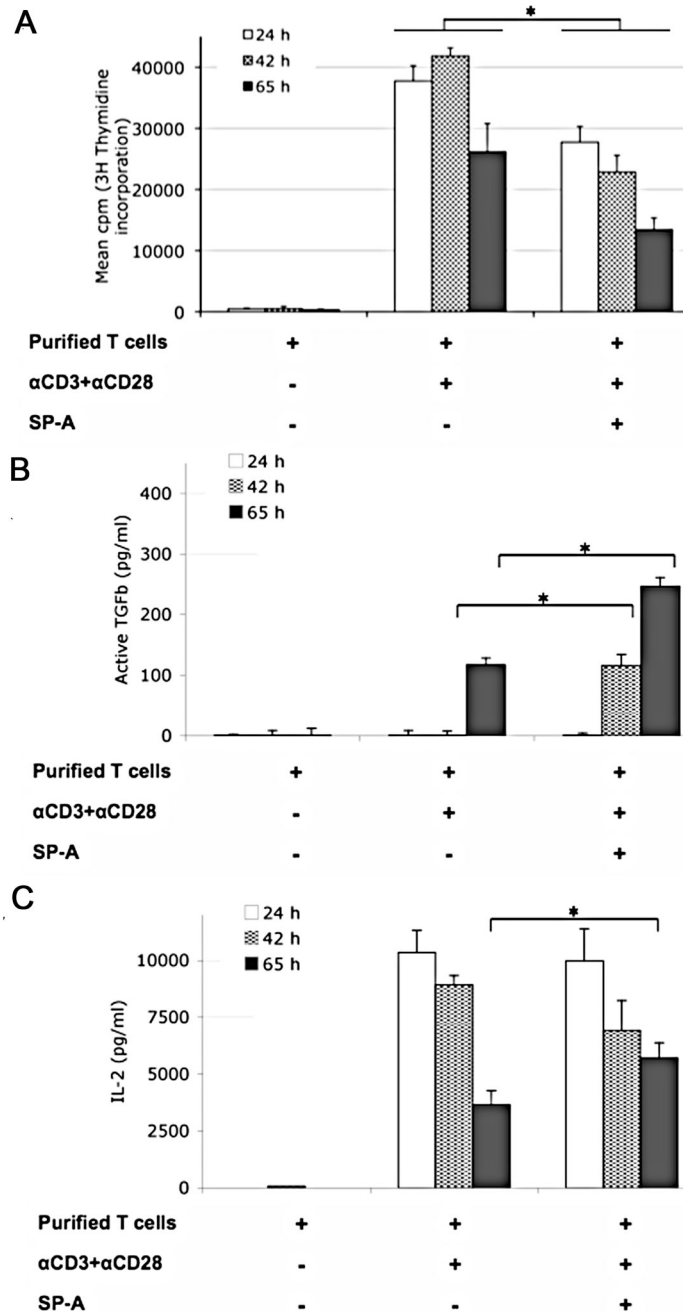 A
24 h
42 h
65 h
*
Mean cpm (3H Thymidine
incorporation)
40000
30000
20000
10000
0
Purified T cells + + +
αCD3+αCD28 - + +
SP-A - - +
B
24 h
42 h
65 h
*
*
Active TGFb (pg/ml)
400
300
200
100
0
Purified T cells + + +
αCD3+αCD28 - + +
SP-A - - +
C
24 h
42 h
65 h
*
IL-2 (pg/ml)
10000
7500
5000
2500
0
Purified T cells + + +
αCD3+αCD28 - + +
SP-A - - +